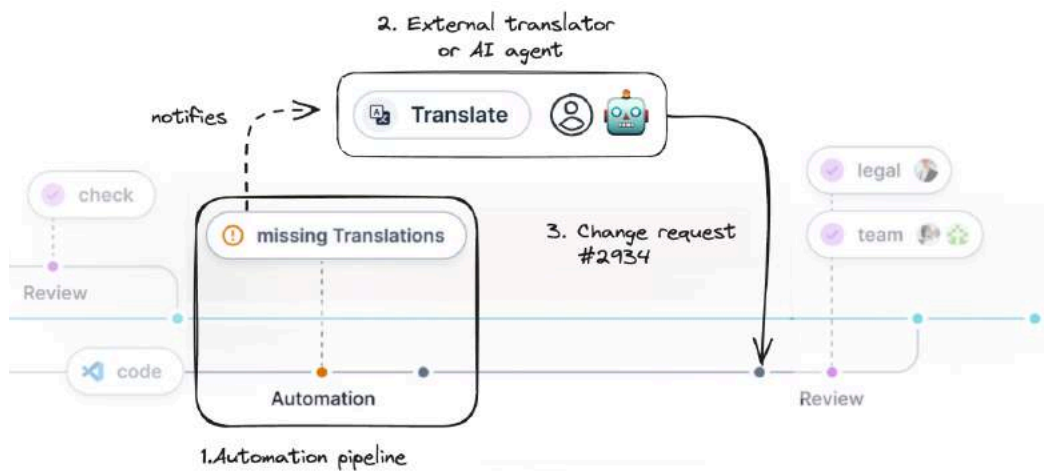 2. External translator
or AI agent
notifies
Translate
check
legal
missing Translations
team
3. Change request
#2934
Review
code
Automation
Review
1.Automation pipeline